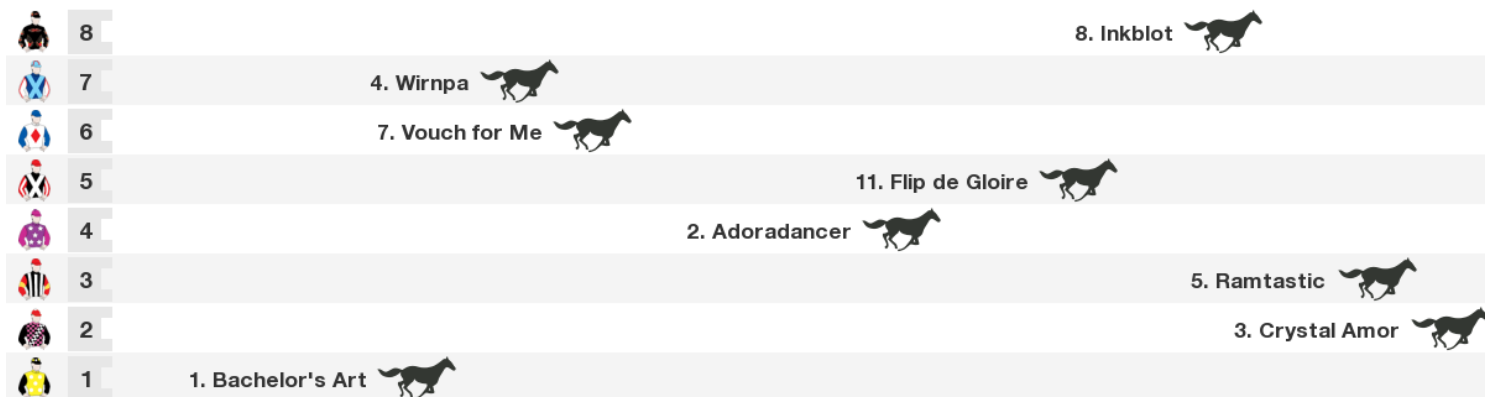 8 8. Inkblot
7 4. Wirnpa
6 7. Vouch for Me
5 11. Flip de Gloire
4 2. Adoradancer
3 5. Ramtastic
2 3. Crystal Amor
1 1. Bachelor's Art